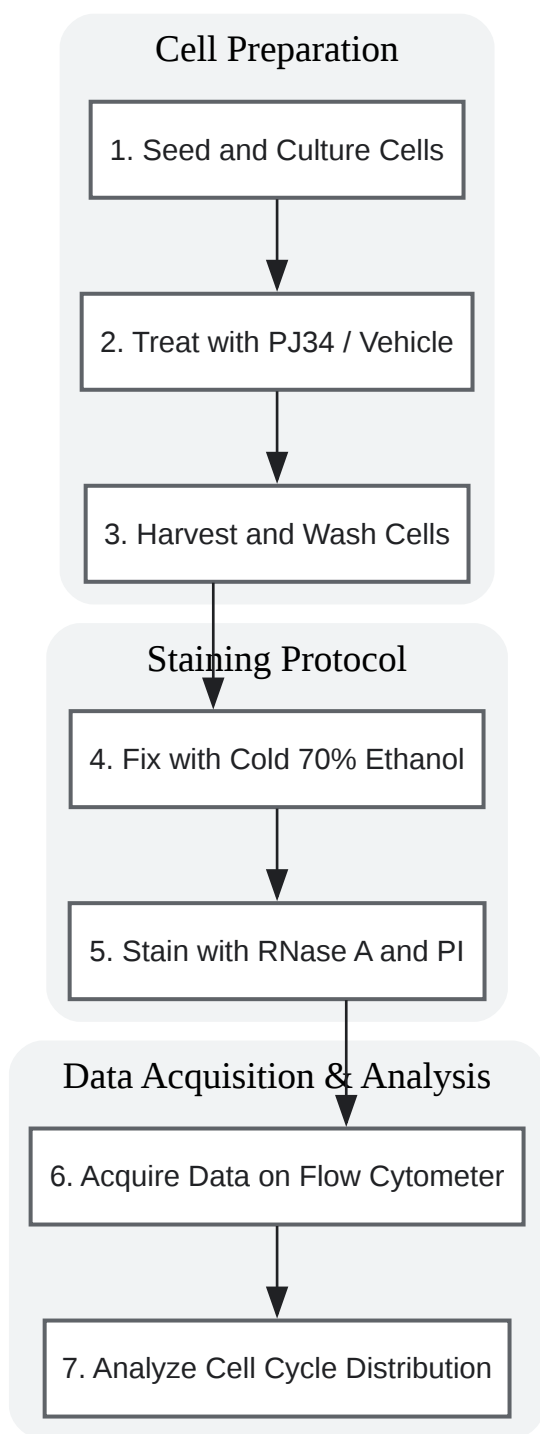 Cell Preparation
1. Seed and Culture Cells
2. Treat with PJ34 / Vehicle
3. Harvest and Wash Cells
Staining Protocol
4. Fix with Cold 70% Ethanol
5. Stain with RNase A and PI
Data Acquisition & Analysis
6. Acquire Data on Flow Cytometer
7. Analyze Cell Cycle Distribution